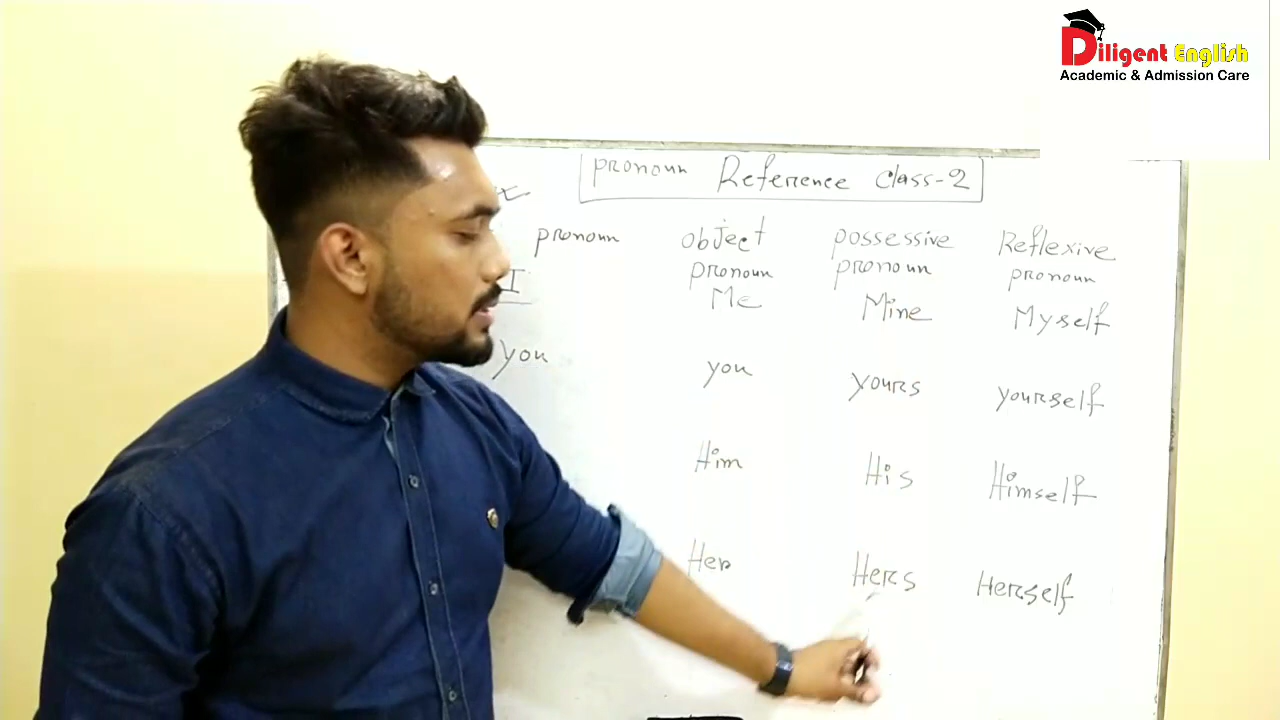 Diligent English
Academic & Admission Care
pronoun Reference Class-2
pronoun object possessive Reflexive
pronoun pronoun pronoun
I Me Mine Myself
you you yours yourself
Him His Himself
Her Hers Herself